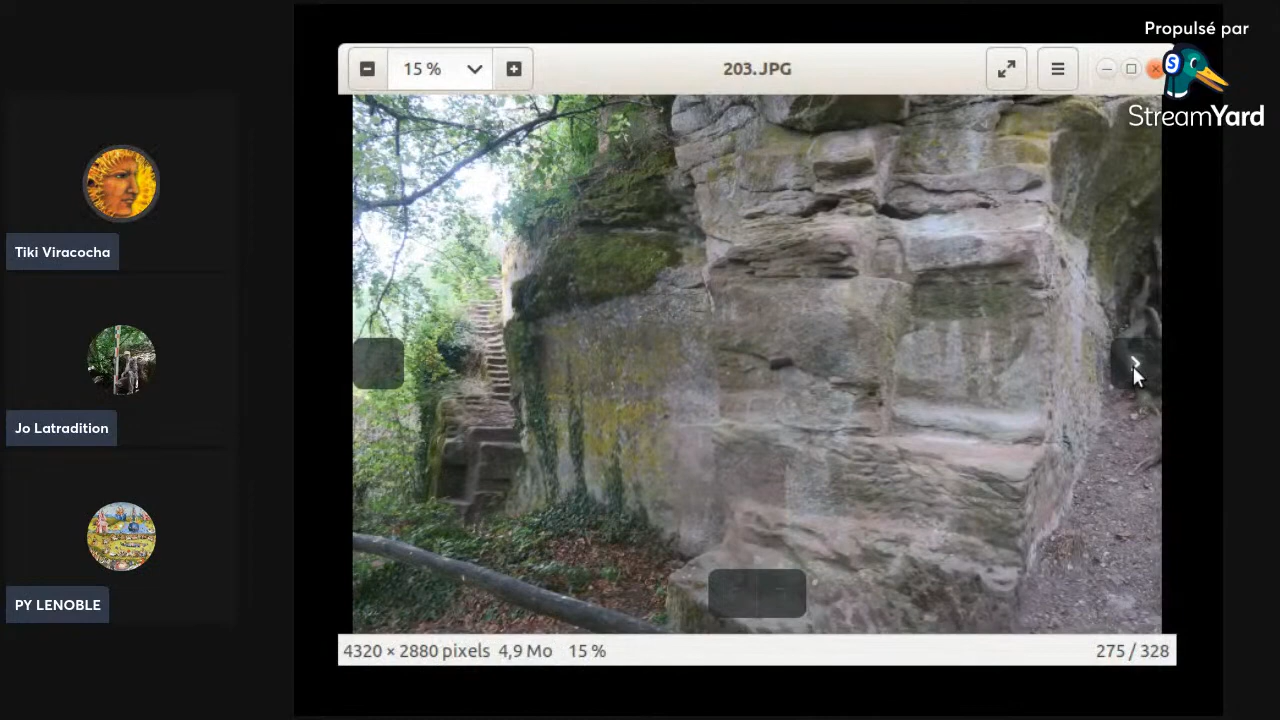 Propulsé par
StreamYard
15 %
203.JPG
Tiki Viracocha
Jo Latradition
PY LENOBLE
4320 × 2880 pixels 4,9 Mo 15 %
275 / 328